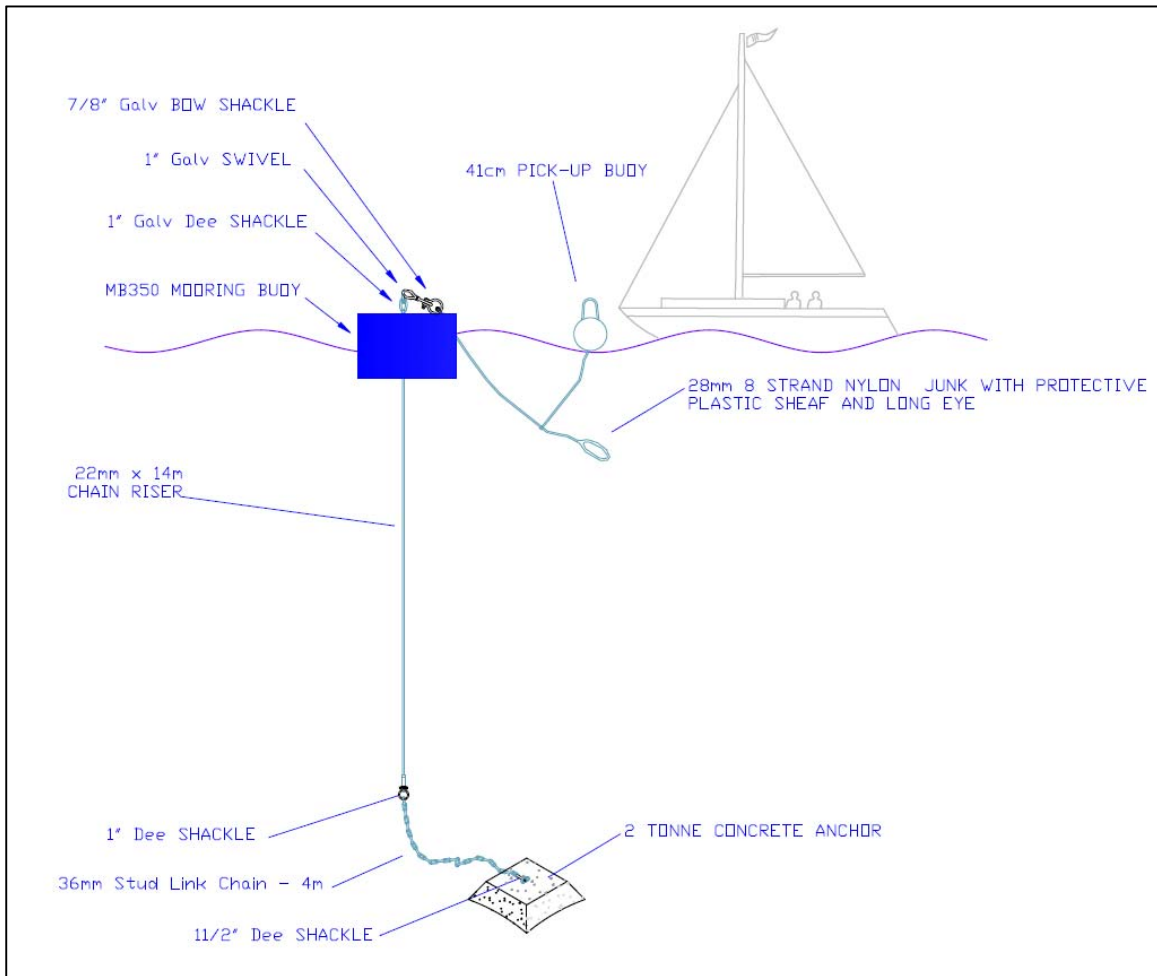 7/8" Galv BOW SHACKLE
1" Galv SWIVEL
41cm PICK-UP BUOY
1" Galv Dee SHACKLE
MB350 MOORING BUOY
28mm 8 STRAND NYLON JUNK WITH PROTECTIVE
PLASTIC SHEAF AND LONG EYE
22mm x 14m
CHAIN RISER
1" Dee SHACKLE
2 TONNE CONCRETE ANCHOR
36mm Stud Link Chain - 4m
11/2" Dee SHACKLE